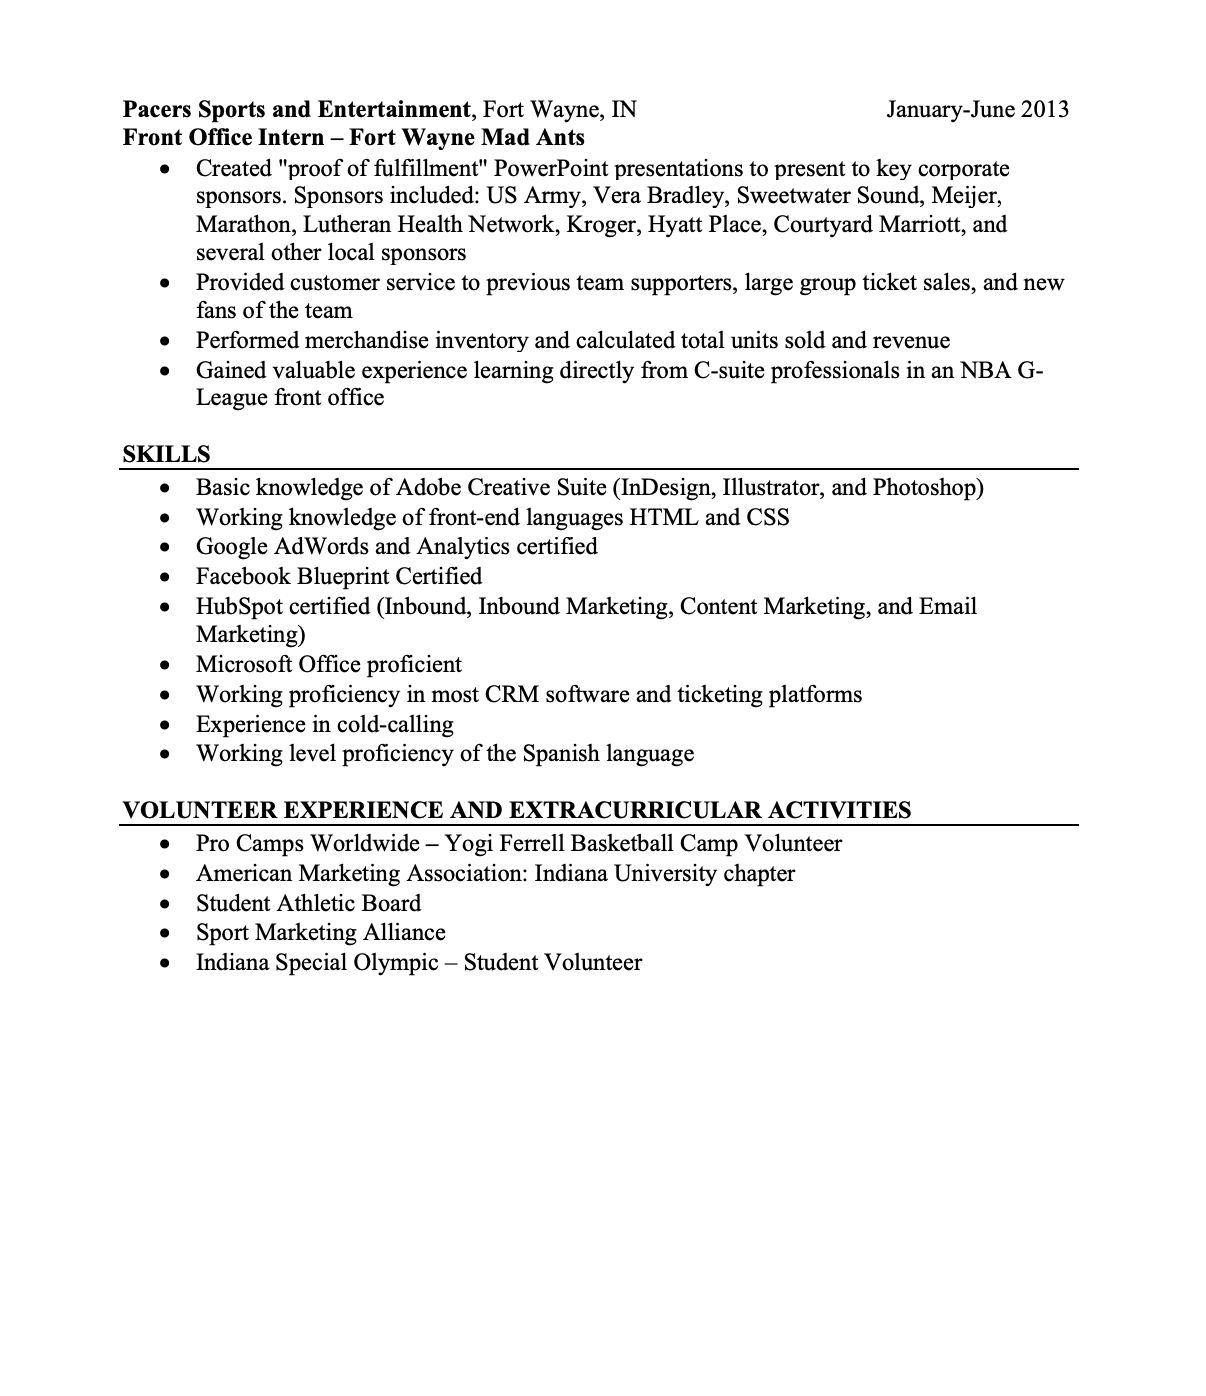 Pacers Sports and Entertainment, Fort Wayne, IN January-June 2013
Front Office Intern – Fort Wayne Mad Ants
• Created "proof of fulfillment" PowerPoint presentations to present to key corporate
sponsors. Sponsors included: US Army, Vera Bradley, Sweetwater Sound, Meijer,
Marathon, Lutheran Health Network, Kroger, Hyatt Place, Courtyard Marriott, and
several other local sponsors
• Provided customer service to previous team supporters, large group ticket sales, and new
fans of the team
• Performed merchandise inventory and calculated total units sold and revenue
• Gained valuable experience learning directly from C-suite professionals in an NBA G-
League front office
SKILLS
• Basic knowledge of Adobe Creative Suite (InDesign, Illustrator, and Photoshop)
• Working knowledge of front-end languages HTML and CSS
• Google AdWords and Analytics certified
• Facebook Blueprint Certified
• HubSpot certified (Inbound, Inbound Marketing, Content Marketing, and Email
Marketing)
• Microsoft Office proficient
• Working proficiency in most CRM software and ticketing platforms
• Experience in cold-calling
• Working level proficiency of the Spanish language
VOLUNTEER EXPERIENCE AND EXTRACURRICULAR ACTIVITIES
• Pro Camps Worldwide – Yogi Ferrell Basketball Camp Volunteer
• American Marketing Association: Indiana University chapter
• Student Athletic Board
• Sport Marketing Alliance
• Indiana Special Olympic – Student Volunteer